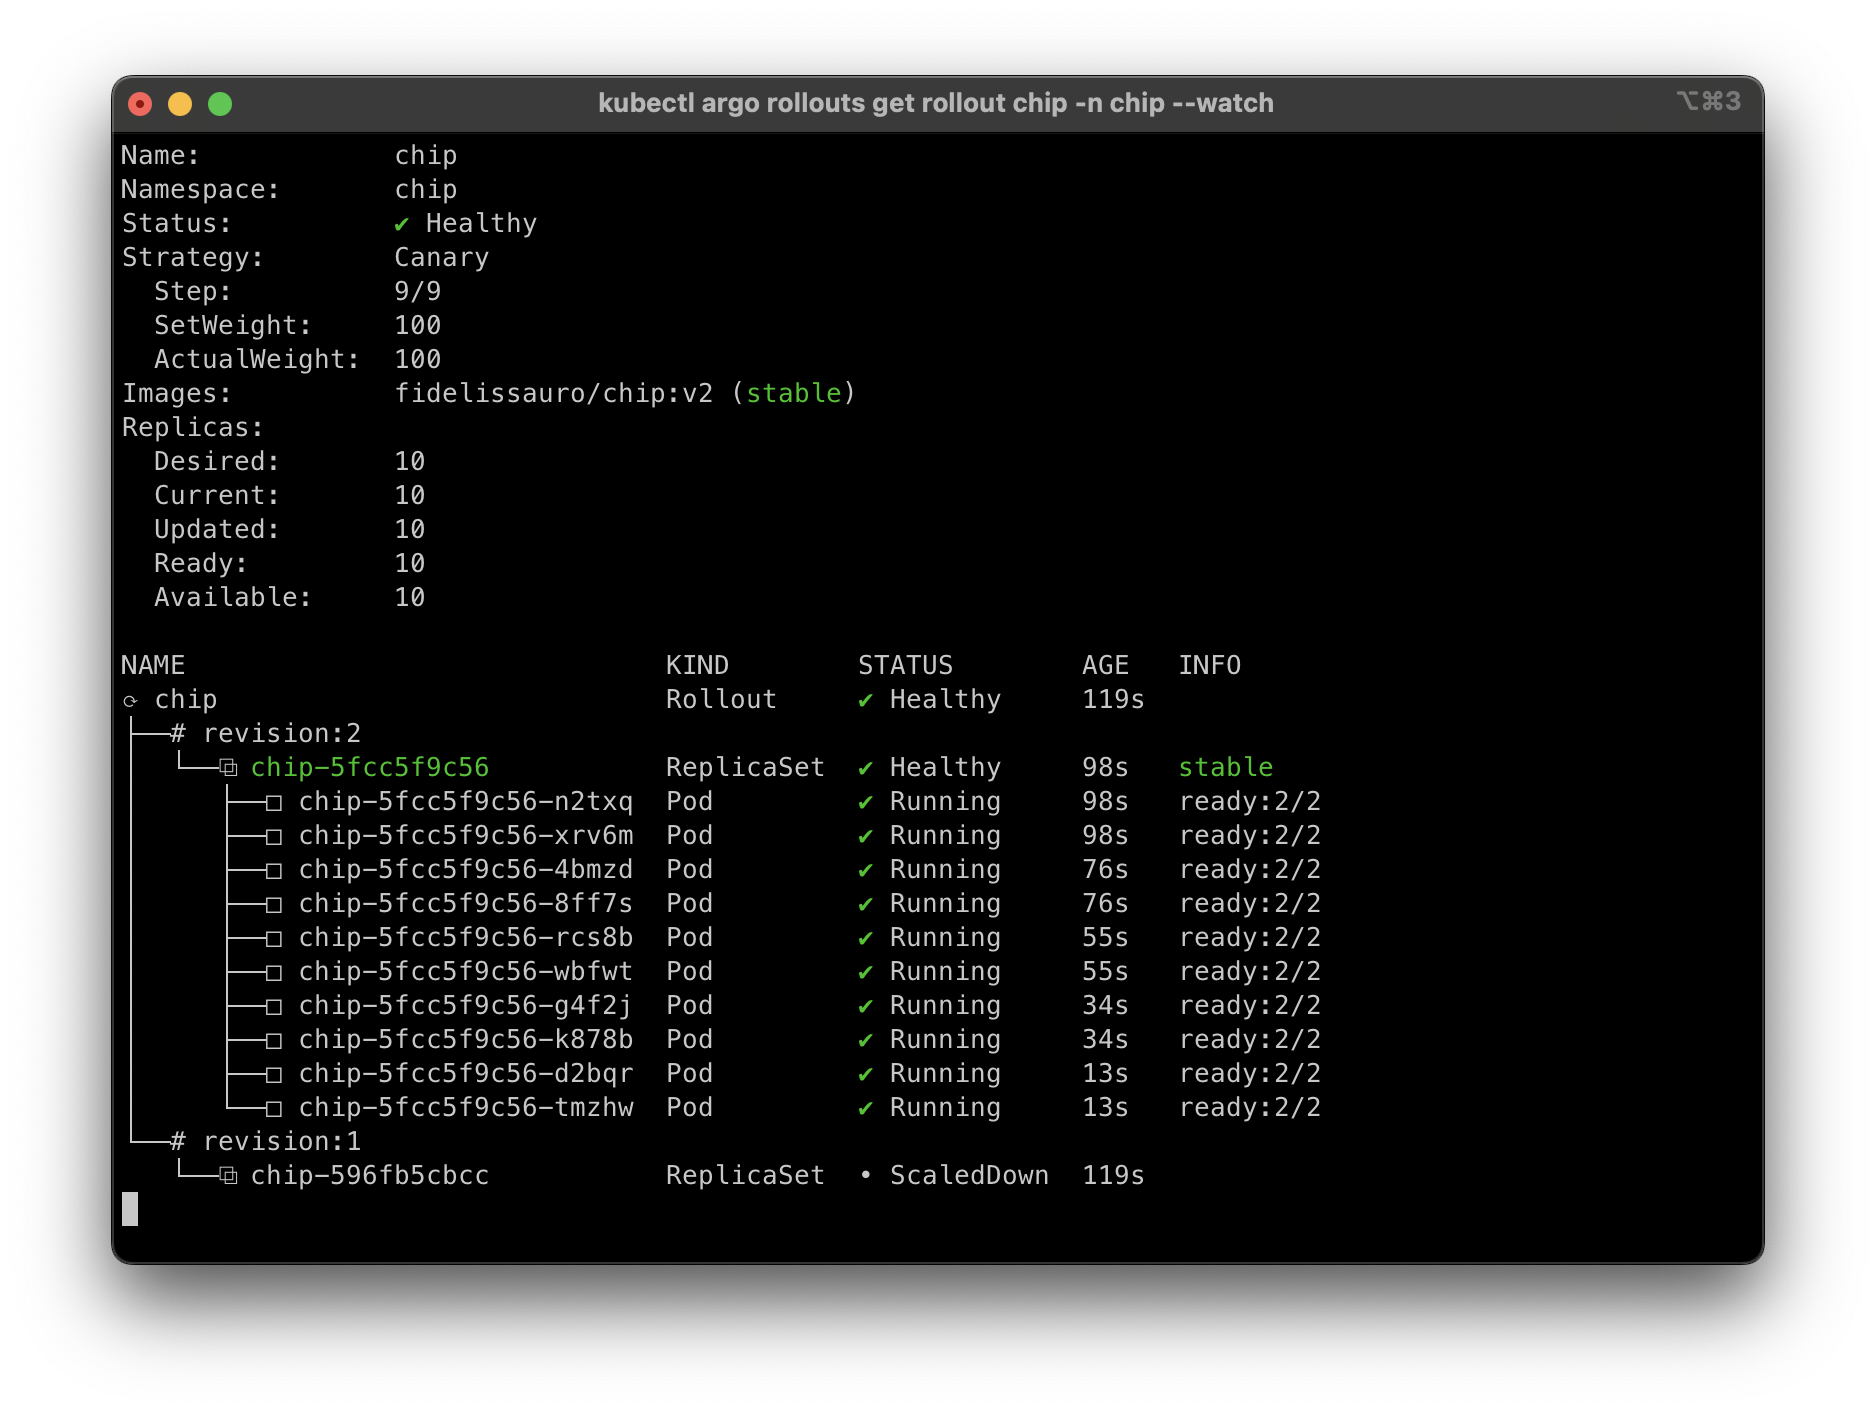 kubectl argo rollouts get rollout chip -n chip --watch
⌥⌘3
Name: chip
Namespace: chip
Status: ✔ Healthy
Strategy: Canary
Step: 9/9
SetWeight: 100
ActualWeight: 100
Images: fidelissauro/chip:v2 (stable)
Replicas:
Desired: 10
Current: 10
Updated: 10
Ready: 10
Available: 10
NAME KIND STATUS AGE INFO
⟳ chip Rollout ✔ Healthy 119s
├──# revision:2
│  └──⧉ chip-5fcc5f9c56 ReplicaSet ✔ Healthy 98s stable
│     ├──□ chip-5fcc5f9c56-n2txq Pod ✔ Running 98s ready:2/2
│     ├──□ chip-5fcc5f9c56-xrv6m Pod ✔ Running 98s ready:2/2
│     ├──□ chip-5fcc5f9c56-4bmzd Pod ✔ Running 76s ready:2/2
│     ├──□ chip-5fcc5f9c56-8ff7s Pod ✔ Running 76s ready:2/2
│     ├──□ chip-5fcc5f9c56-rcs8b Pod ✔ Running 55s ready:2/2
│     ├──□ chip-5fcc5f9c56-wbfwt Pod ✔ Running 55s ready:2/2
│     ├──□ chip-5fcc5f9c56-g4f2j Pod ✔ Running 34s ready:2/2
│     ├──□ chip-5fcc5f9c56-k878b Pod ✔ Running 34s ready:2/2
│     ├──□ chip-5fcc5f9c56-d2bqr Pod ✔ Running 13s ready:2/2
│     └──□ chip-5fcc5f9c56-tmzhw Pod ✔ Running 13s ready:2/2
└──# revision:1
   └──⧉ chip-596fb5cbcc ReplicaSet • ScaledDown 119s